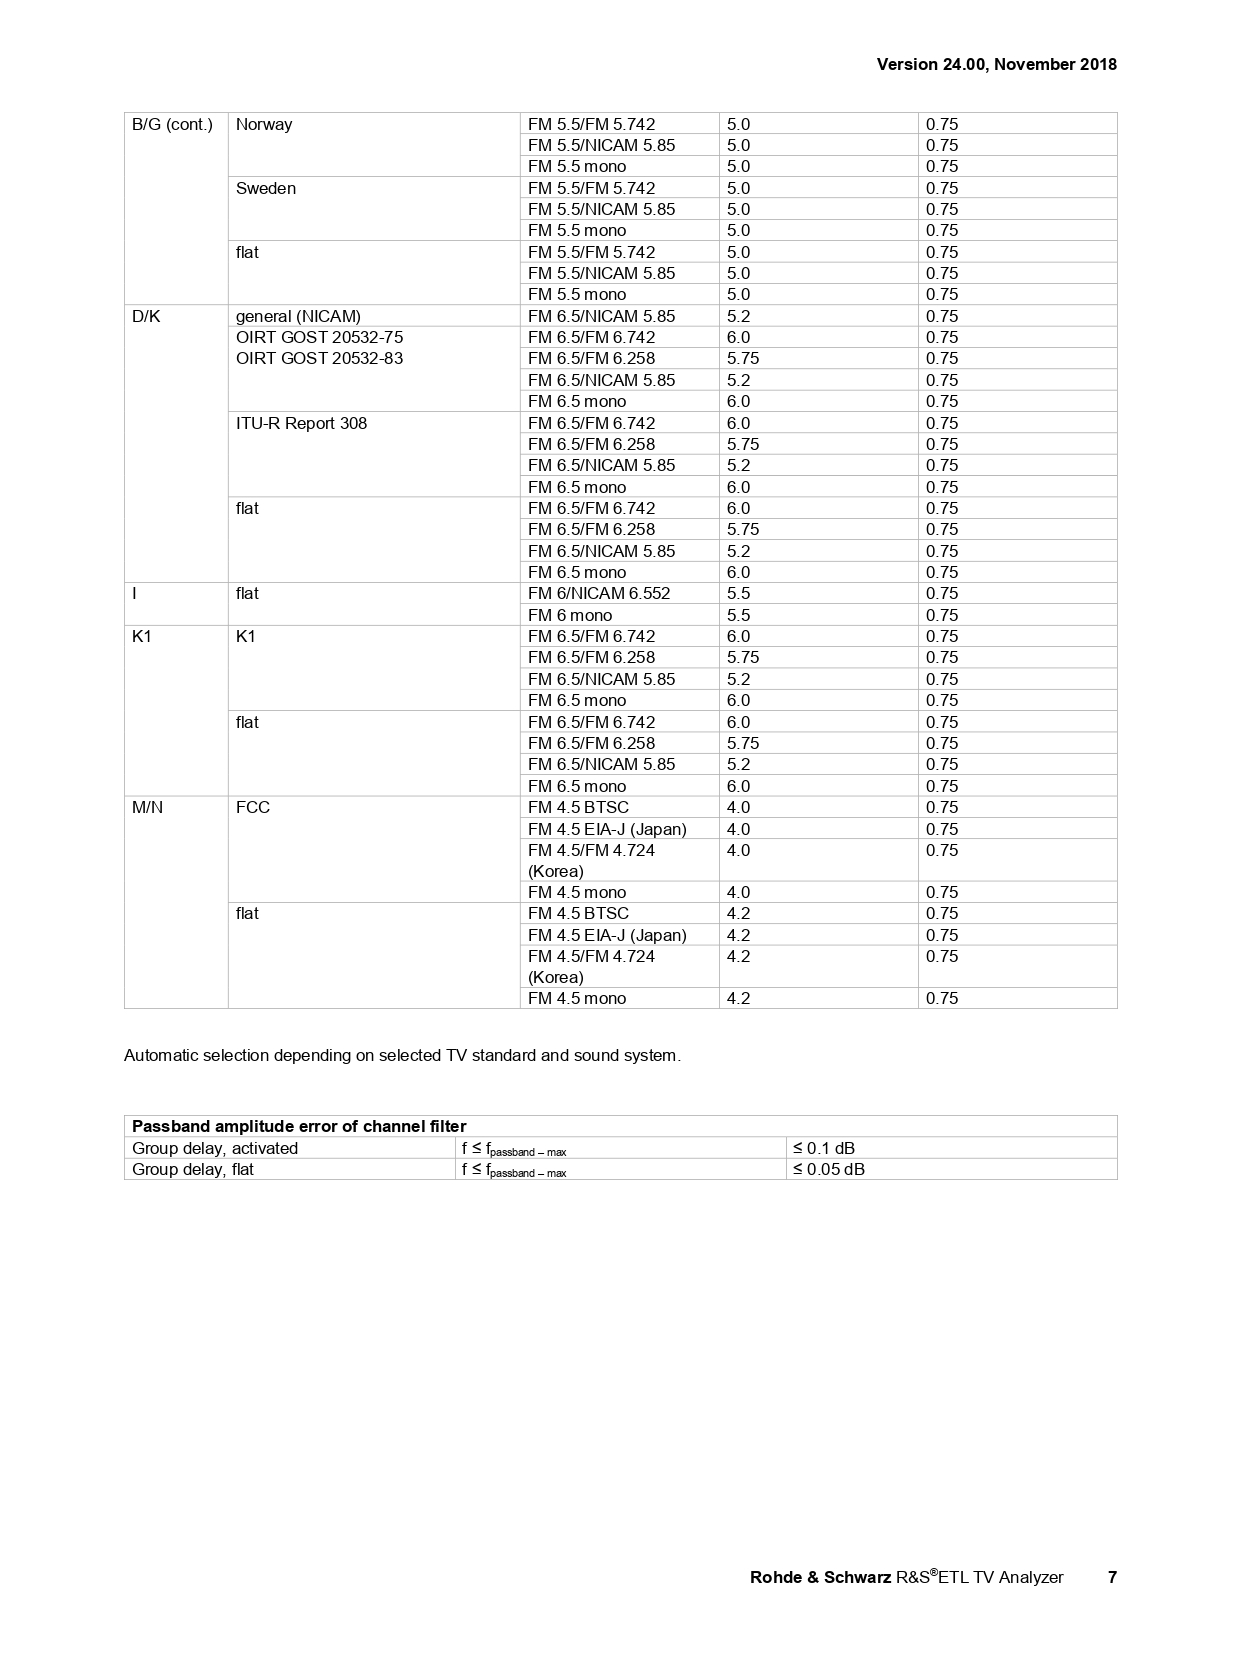 Version 24.00, November 2018
B/G (cont.) Norway FM 5.5/FM 5.742 5.0 0.75
FM 5.5/NICAM 5.85 5.0 0.75
FM 5.5 mono 5.0 0.75
Sweden FM 5.5/FM 5.742 5.0 0.75
FM 5.5/NICAM 5.85 5.0 0.75
FM 5.5 mono 5.0 0.75
flat FM 5.5/FM 5.742 5.0 0.75
FM 5.5/NICAM 5.85 5.0 0.75
FM 5.5 mono 5.0 0.75
D/K general (NICAM) FM 6.5/NICAM 5.85 5.2 0.75
OIRT GOST 20532-75 FM 6.5/FM 6.742 6.0 0.75
OIRT GOST 20532-83 FM 6.5/FM 6.258 5.75 0.75
FM 6.5/NICAM 5.85 5.2 0.75
FM 6.5 mono 6.0 0.75
ITU-R Report 308 FM 6.5/FM 6.742 6.0 0.75
FM 6.5/FM 6.258 5.75 0.75
FM 6.5/NICAM 5.85 5.2 0.75
FM 6.5 mono 6.0 0.75
flat FM 6.5/FM 6.742 6.0 0.75
FM 6.5/FM 6.258 5.75 0.75
FM 6.5/NICAM 5.85 5.2 0.75
FM 6.5 mono 6.0 0.75
I flat FM 6/NICAM 6.552 5.5 0.75
FM 6 mono 5.5 0.75
K1 K1 FM 6.5/FM 6.742 6.0 0.75
FM 6.5/FM 6.258 5.75 0.75
FM 6.5/NICAM 5.85 5.2 0.75
FM 6.5 mono 6.0 0.75
flat FM 6.5/FM 6.742 6.0 0.75
FM 6.5/FM 6.258 5.75 0.75
FM 6.5/NICAM 5.85 5.2 0.75
FM 6.5 mono 6.0 0.75
M/N FCC FM 4.5 BTSC 4.0 0.75
FM 4.5 EIA-J (Japan) 4.0 0.75
FM 4.5/FM 4.724 4.0 0.75
(Korea)
FM 4.5 mono 4.0 0.75
flat FM 4.5 BTSC 4.2 0.75
FM 4.5 EIA-J (Japan) 4.2 0.75
FM 4.5/FM 4.724 4.2 0.75
(Korea)
FM 4.5 mono 4.2 0.75
Automatic selection depending on selected TV standard and sound system.
Passband amplitude error of channel filter
Group delay, activated f ≤ fpassband – max ≤ 0.1 dB
Group delay, flat f ≤ fpassband – max ≤ 0.05 dB
Rohde & Schwarz R&S®ETL TV Analyzer 7